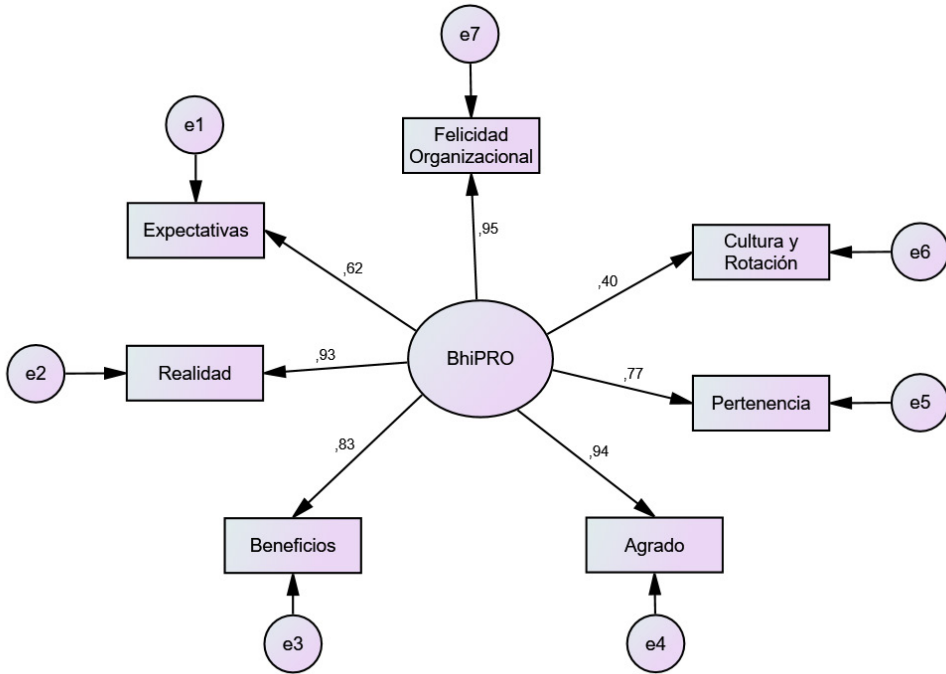 e7
e1
Felicidad
Organizacional
Expectativas
,95
Cultura y
Rotación
e6
,62
,40
BhiPRO
e2
Realidad
,93
,77
Pertenencia
e5
,83
,94
Beneficios
Agrado
e3
e4